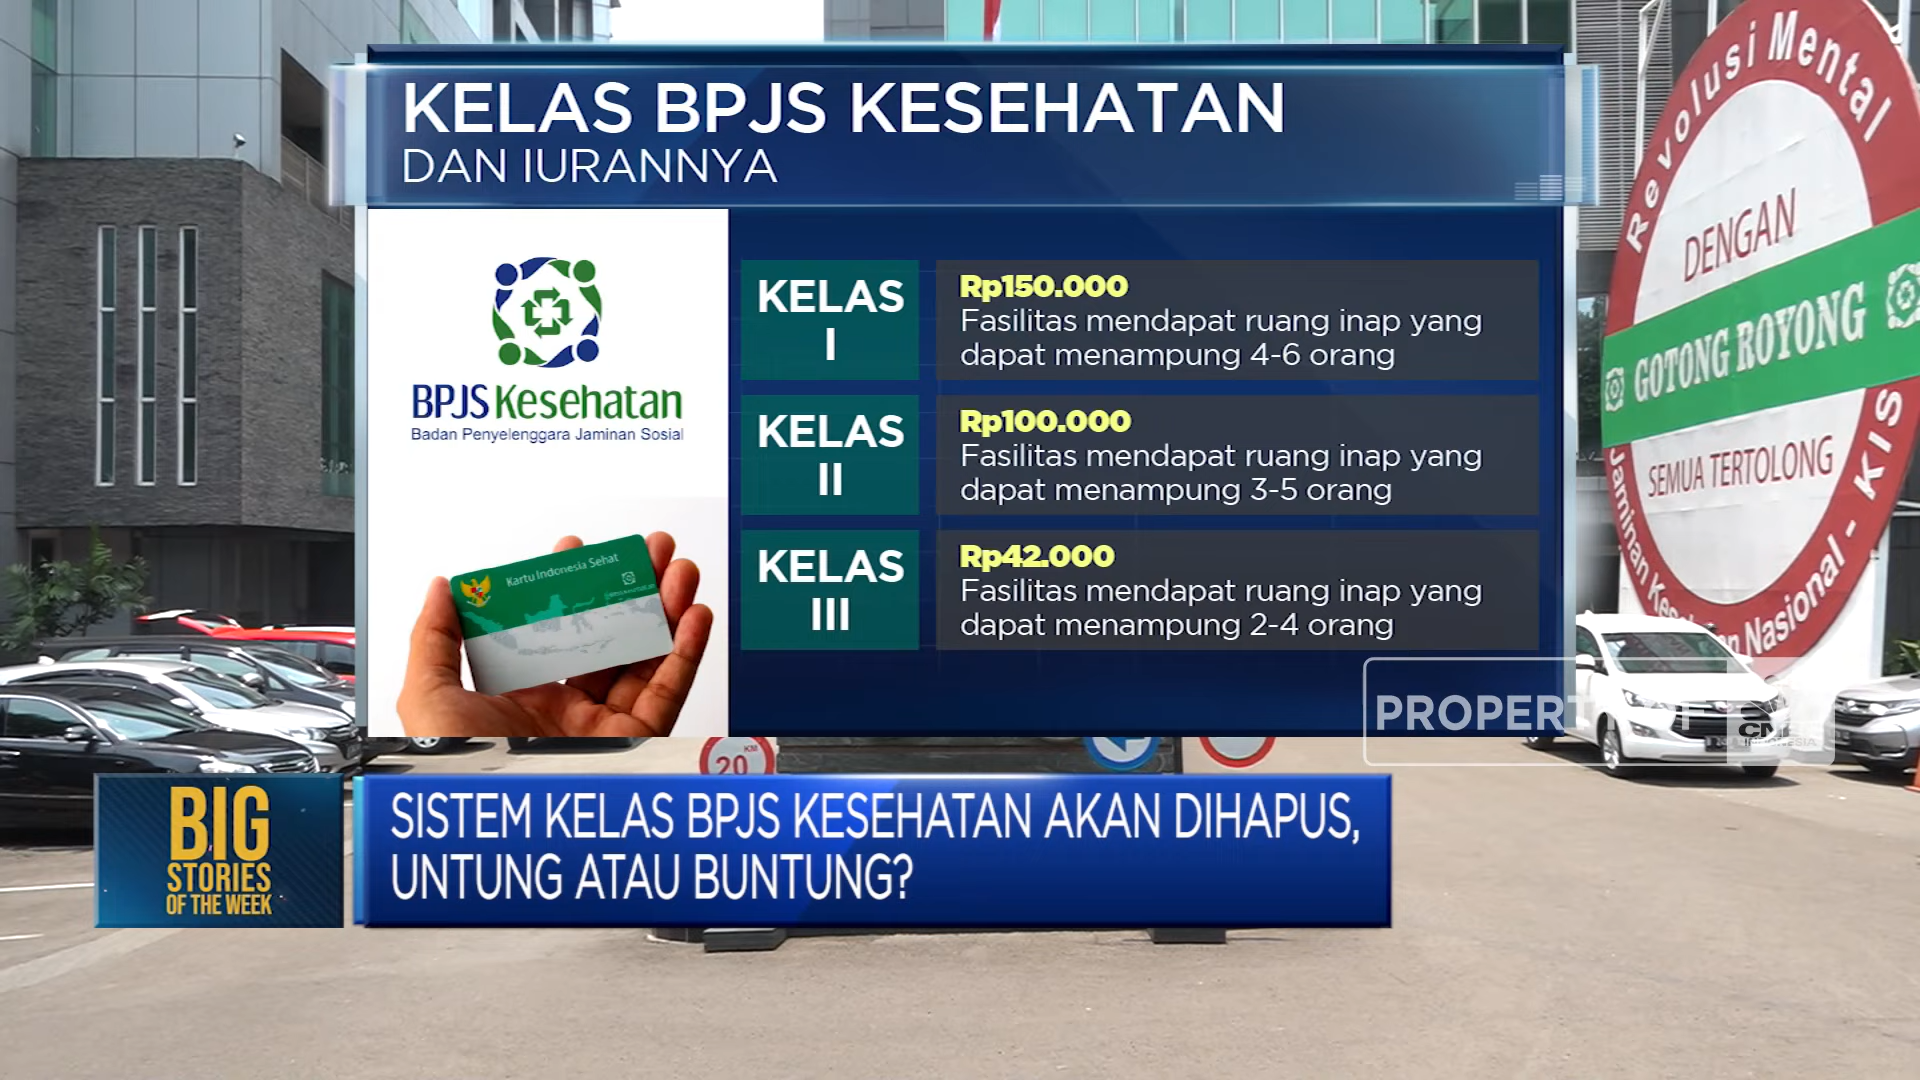 KELAS BPJS KESEHATAN
DAN IURANNYA
BPJS Kesehatan
Badan Penyelenggara Jaminan Sosial
Kartu Indonesia Sehat
KELAS
I
Rp150.000
Fasilitas mendapat ruang inap yang
dapat menampung 4-6 orang
KELAS
II
Rp100.000
Fasilitas mendapat ruang inap yang
dapat menampung 3-5 orang
KELAS
III
Rp42.000
Fasilitas mendapat ruang inap yang
dapat menampung 2-4 orang
Revolusi Mental
DENGAN
GOTONG ROYONG
SEMUA TERTOLONG
Jaminan
Nasional - KIS
PROPERT
KM
20
BIG
STORIES
OF THE WEEK
SISTEM KELAS BPJS KESEHATAN AKAN DIHAPUS,
UNTUNG ATAU BUNTUNG?